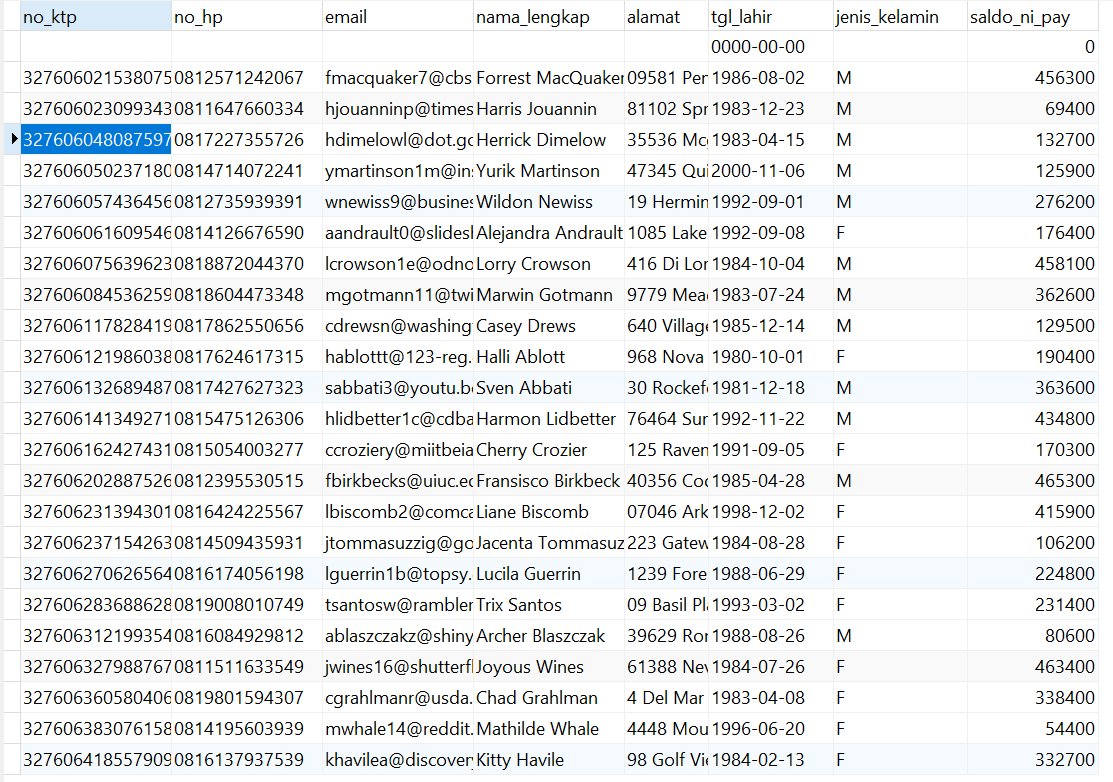 no_ktp no_hp email nama_lengkap alamat tgl_lahir jenis_kelamin saldo_ni_pay
0000-00-00 0
327606021538075 0812571242067 fmacquaker7@cbs Forrest MacQuaker 09581 Per 1986-08-02 M 456300
327606023099343 0811647660334 hjouanninp@times Harris Jouannin 81102 Spr 1983-12-23 M 69400
327606048087597 0817227355726 hdimelowl@dot.gc Herrick Dimelow 35536 Mc 1983-04-15 M 132700
327606050237180 0814714072241 ymartinson1m@in Yurik Martinson 47345 Qui 2000-11-06 M 125900
327606057436456 0812735939391 wnewiss9@busines Wildon Newiss 19 Hermin 1992-09-01 M 276200
327606061609546 0814126676590 aandrault0@slidesl Alejandra Andrault 1085 Lake 1992-09-08 F 176400
327606075639623 0818872044370 lcrowson1e@odno Lorry Crowson 416 Di Lor 1984-10-04 M 458100
327606084536259 0818604473348 mgotmann11@twi Marwin Gotmann 9779 Mea 1983-07-24 M 362600
327606117828419 0817862550656 cdrewsn@washing Casey Drews 640 Village 1985-12-14 M 129500
327606121986038 0817624617315 hablottt@123-reg. Halli Ablott 968 Nova 1980-10-01 F 190400
327606132689487 0817427627323 sabbati3@youtu.b Sven Abbati 30 Rockef 1981-12-18 M 363600
327606141349271 0815475126306 hlidbetter1c@cdba Harmon Lidbetter 76464 Sur 1992-11-22 M 434800
327606162427431 0815054003277 ccroziery@miitbeia Cherry Crozier 125 Raven 1991-09-05 F 170300
327606202887526 0812395530515 fbirkbecks@uiuc.ed Fransisco Birkbeck 40356 Coc 1985-04-28 M 465300
327606231394301 0816424225567 lbiscomb2@comca Liane Biscomb 07046 Ark 1998-12-02 F 415900
327606237154263 0814509435931 jtommasuzzig@go Jacenta Tommasuz 223 Gatew 1984-08-28 F 106200
327606270626564 0816174056198 lguerrin1b@topsy. Lucila Guerrin 1239 Fore 1988-06-29 F 224800
327606283688628 0819008010749 tsantosw@rambler Trix Santos 09 Basil Pl 1993-03-02 F 231400
327606312199354 0816084929812 ablaszczakz@shiny Archer Blaszczak 39629 Ror 1988-08-26 M 80600
327606327988767 0811511633549 jwines16@shutterf Joyous Wines 61388 Nev 1984-07-26 F 463400
327606360580406 0819801594307 cgrahlmanr@usda. Chad Grahlman 4 Del Mar 1983-04-08 F 338400
327606383076158 0814195603939 mwhale14@reddit. Mathilde Whale 4448 Mou 1996-06-20 F 54400
327606418557909 0816137937539 khavilea@discover Kitty Havile 98 Golf Vie 1984-02-13 F 332700